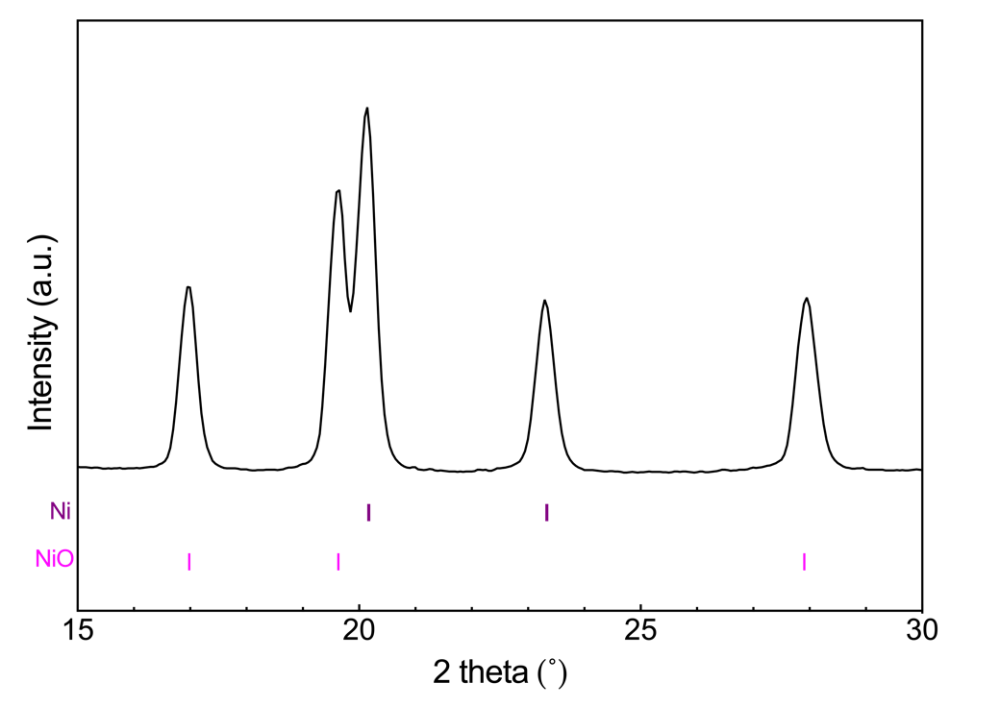 Intensity (a.u.)
Ni
NiO
15 20 25 30
2 theta (°)